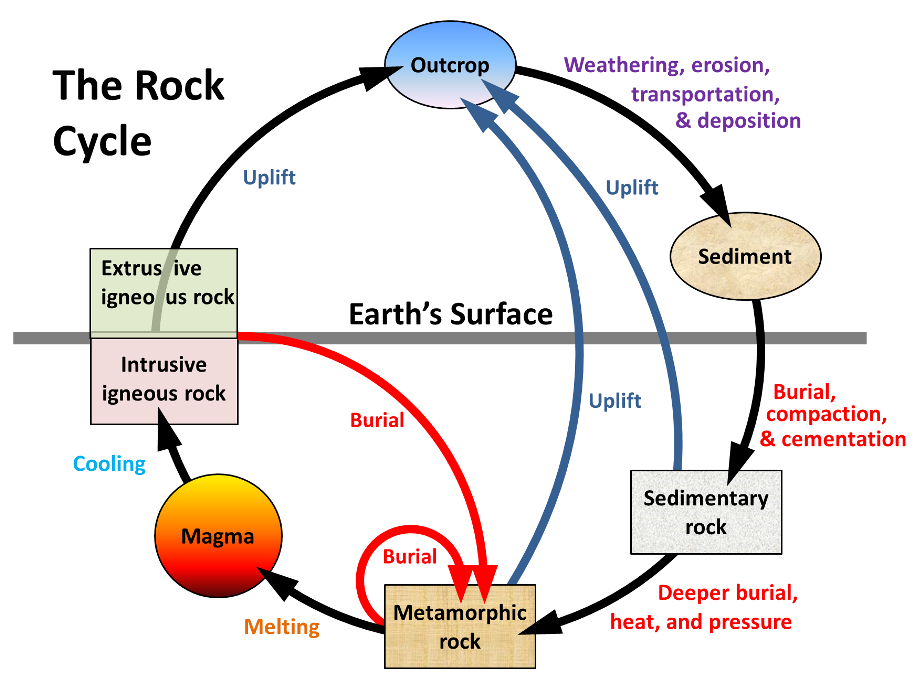 The Rock
Cycle
Outcrop
Weathering, erosion,
transportation,
& deposition
Uplift
Uplift
Sediment
Extrusive
igneous rock
Earth's Surface
Intrusive
igneous rock
Burial
Uplift
Burial,
compaction,
& cementation
Cooling
Sedimentary
rock
Magma
Burial
Deeper burial,
heat, and pressure
Metamorphic
rock
Melting